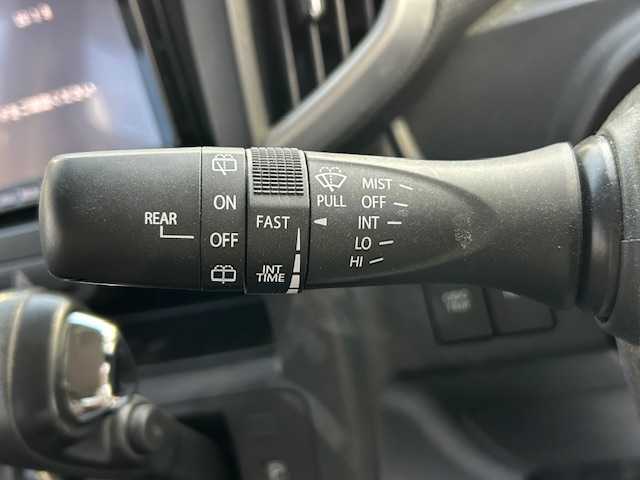 REAR
ON
OFF
FAST
INT
TIME
PULL
MIST
OFF
INT
LO
HI